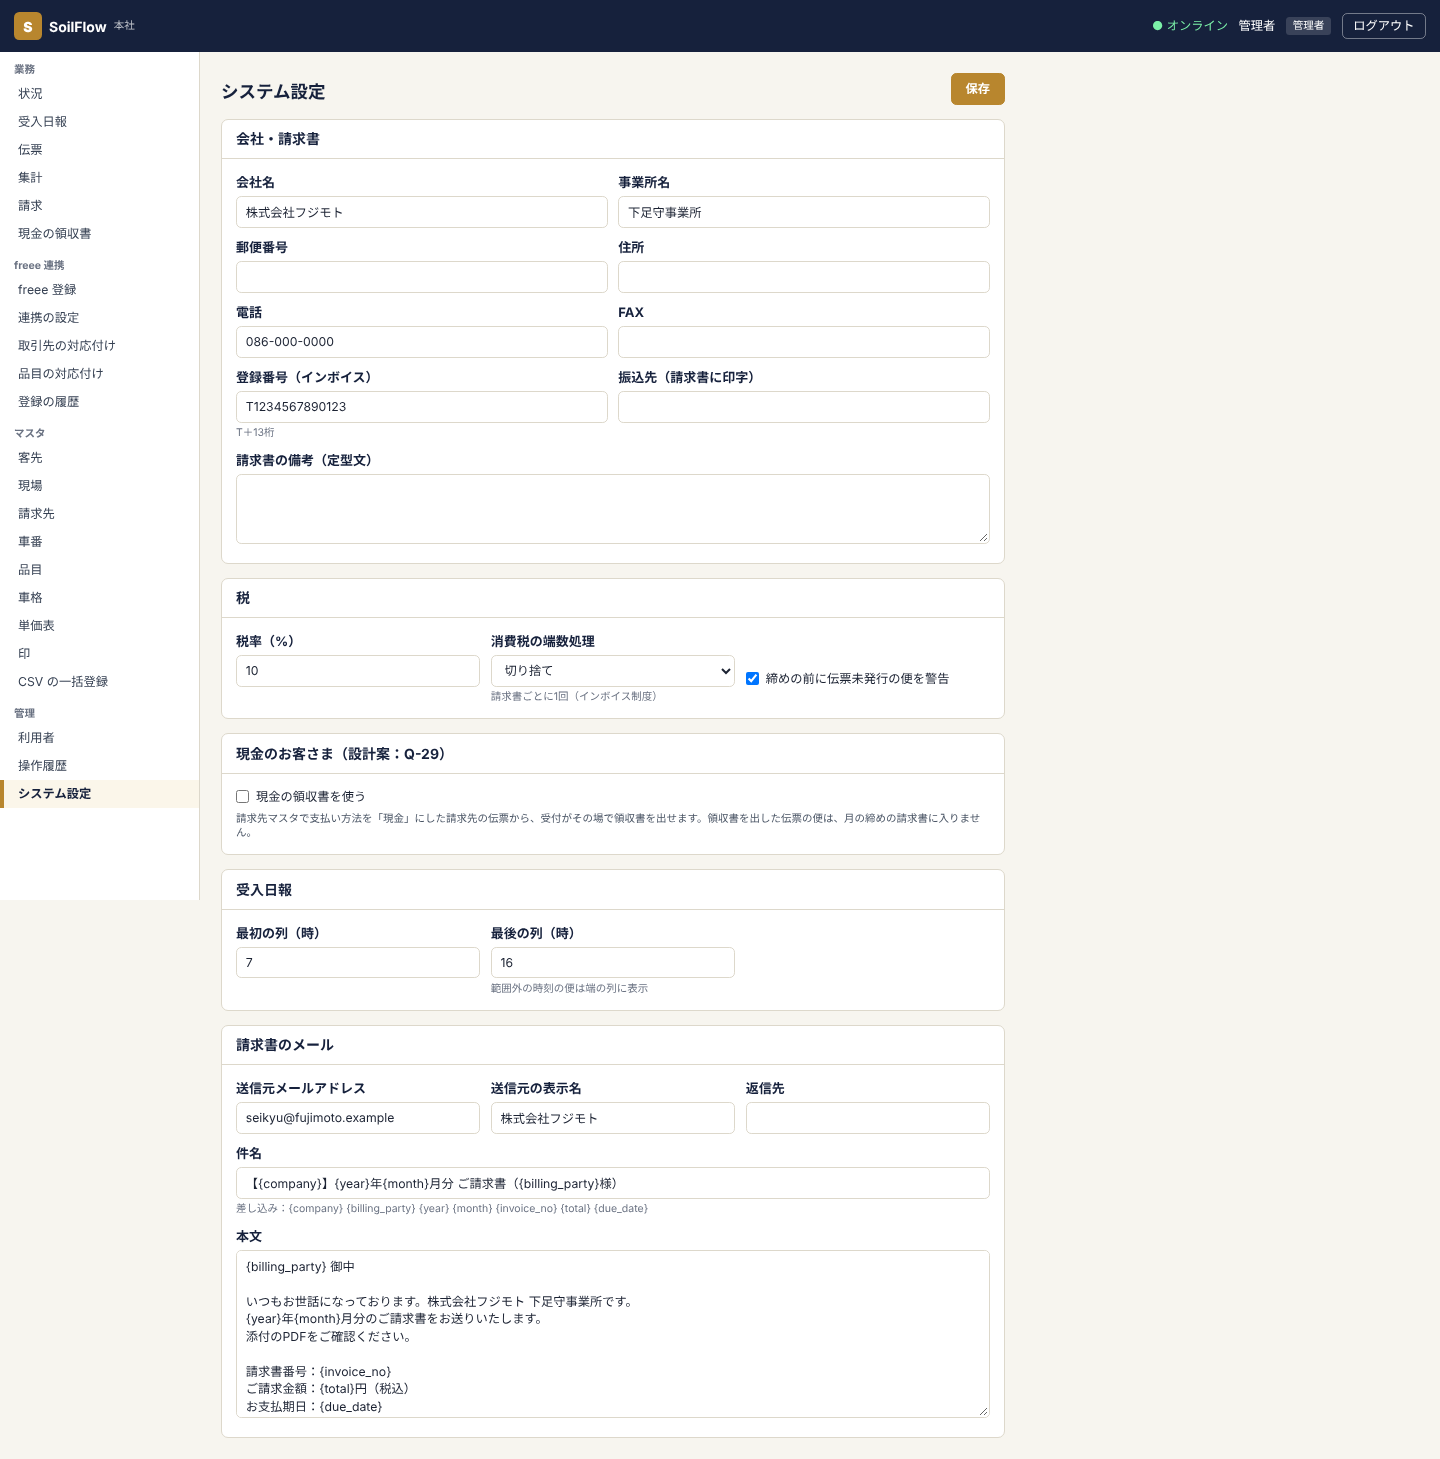 S SoilFlow 本社
オンライン 管理者 管理者 ログアウト
業務
状況
受入日報
伝票
集計
請求
現金の領収書
freee 連携
freee 登録
連携の設定
取引先の対応付け
品目の対応付け
登録の履歴
マスタ
客先
現場
請求先
車番
品目
車格
単価表
印
CSV の一括登録
管理
利用者
操作履歴
システム設定
システム設定 保存
会社・請求書
会社名 事業所名
株式会社フジモト 下足守事業所
郵便番号 住所
電話 FAX
086-000-0000
登録番号（インボイス） 振込先（請求書に印字）
T1234567890123
T＋13桁
請求書の備考（定型文）
税
税率（%） 消費税の端数処理
10 切り捨て 締めの前に伝票未発行の便を警告
請求書ごとに1回（インボイス制度）
現金のお客さま（設計案：Q-29）
現金の領収書を使う
請求先マスタで支払い方法を「現金」にした請求先の伝票から、受付がその場で領収書を出せます。領収書を出した伝票の便は、月の締めの請求書に入りませ
ん。
受入日報
最初の列（時） 最後の列（時）
7 16
範囲外の時刻の便は端の列に表示
請求書のメール
送信元メールアドレス 送信元の表示名 返信先
seikyu@fujimoto.example 株式会社フジモト
件名
【{company}】{year}年{month}月分 ご請求書（{billing_party}様）
差し込み：{company} {billing_party} {year} {month} {invoice_no} {total} {due_date}
本文
{billing_party} 御中
いつもお世話になっております。株式会社フジモト 下足守事業所です。
{year}年{month}月分のご請求書をお送りいたします。
添付のPDFをご確認ください。
請求書番号：{invoice_no}
ご請求金額：{total}円（税込）
お支払期日：{due_date}